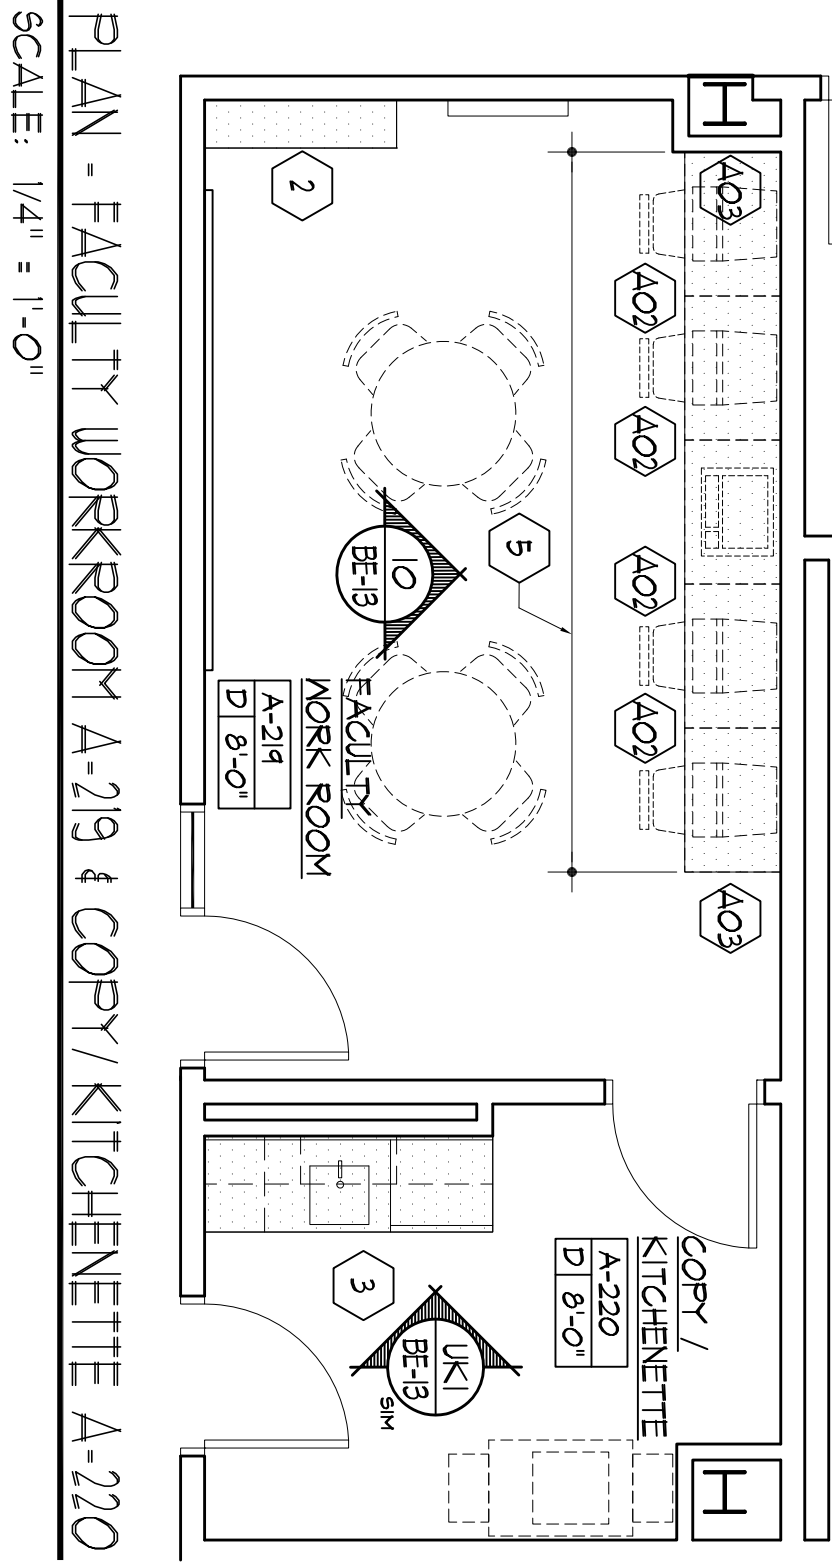 PLAN - FACULTY WORKROOM A-219 & COPY/KITCHENETTE A-220
SCALE: 1/4" = 1'-0"
A03
A02
A02
A02
A02
A03
2
5
10
BE-13
FACULTY
WORK ROOM
A-219
D 8'-0"
COPY /
KITCHENETTE
A-220
D 8'-0"
3
UK1
BE-13
SIM